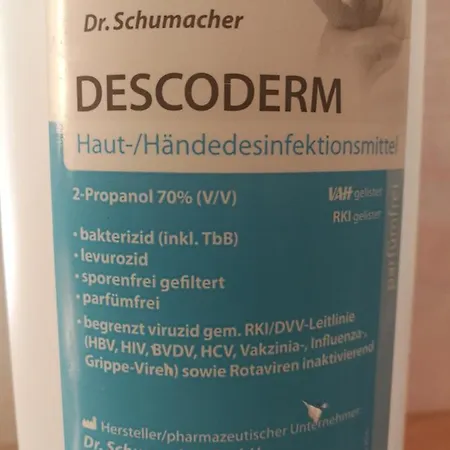 Dr. Schumacher
DESCODERM
Haut-/Händedesinfektionsmittel
2-Propanol 70% (V/V)
VAH gelistet
RKI gelistet
• bakterizid (inkl. TbB)
• levurozid
• sporenfrei gefiltert
• parfümfrei
• begrenzt viruzid gem. RKI/DVV-Leitlinie
(HBV, HIV, BVDV, HCV, Vakzinia-, Influenza-,
Grippe-Viren) sowie Rotaviren inaktivierend
parfümfrei
Hersteller/pharmazeutischer Unternehmer:
Dr. Schumacher